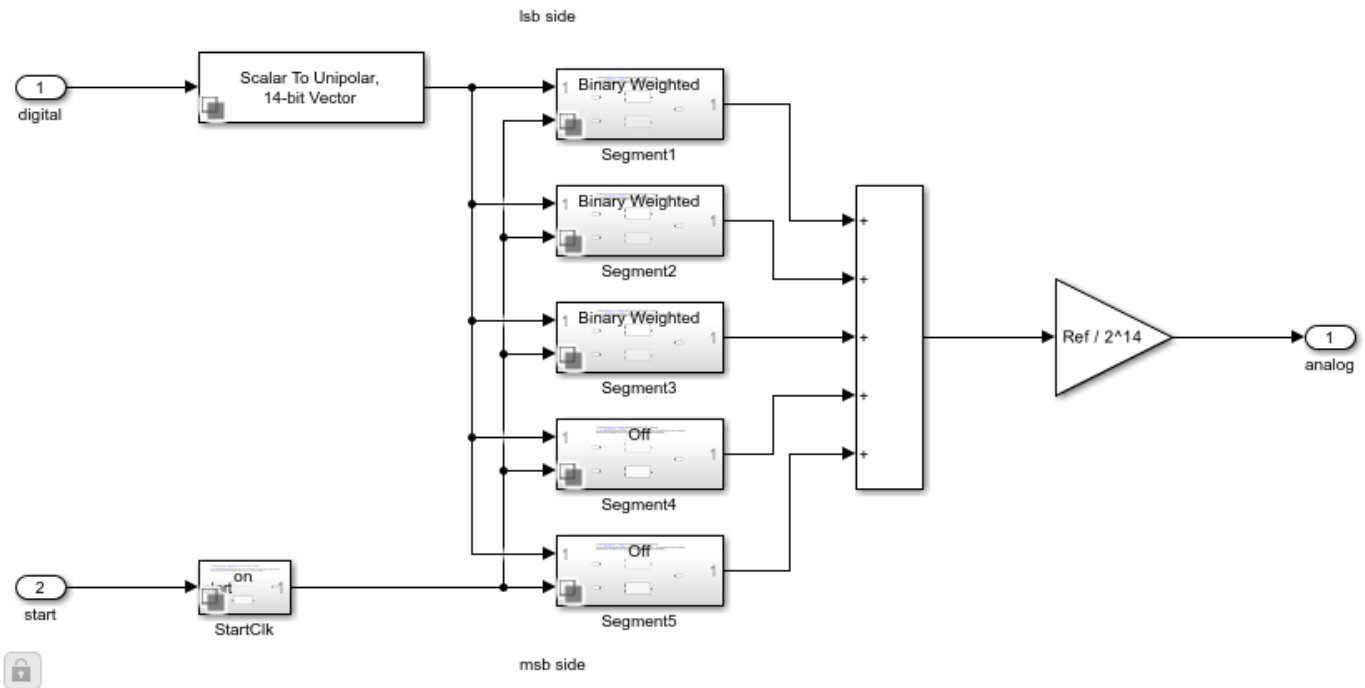 lsb side
1
digital
Scalar To Unipolar,
14-bit Vector
1
Binary Weighted
1
Segment1
1
Binary Weighted
1
Segment2
1
Binary Weighted
1
Segment3
1
Off
1
Segment4
1
Off
1
Segment5
+
+
+
+
+
Ref / 2^14
1
analog
2
start
on
1
StartClk
msb side